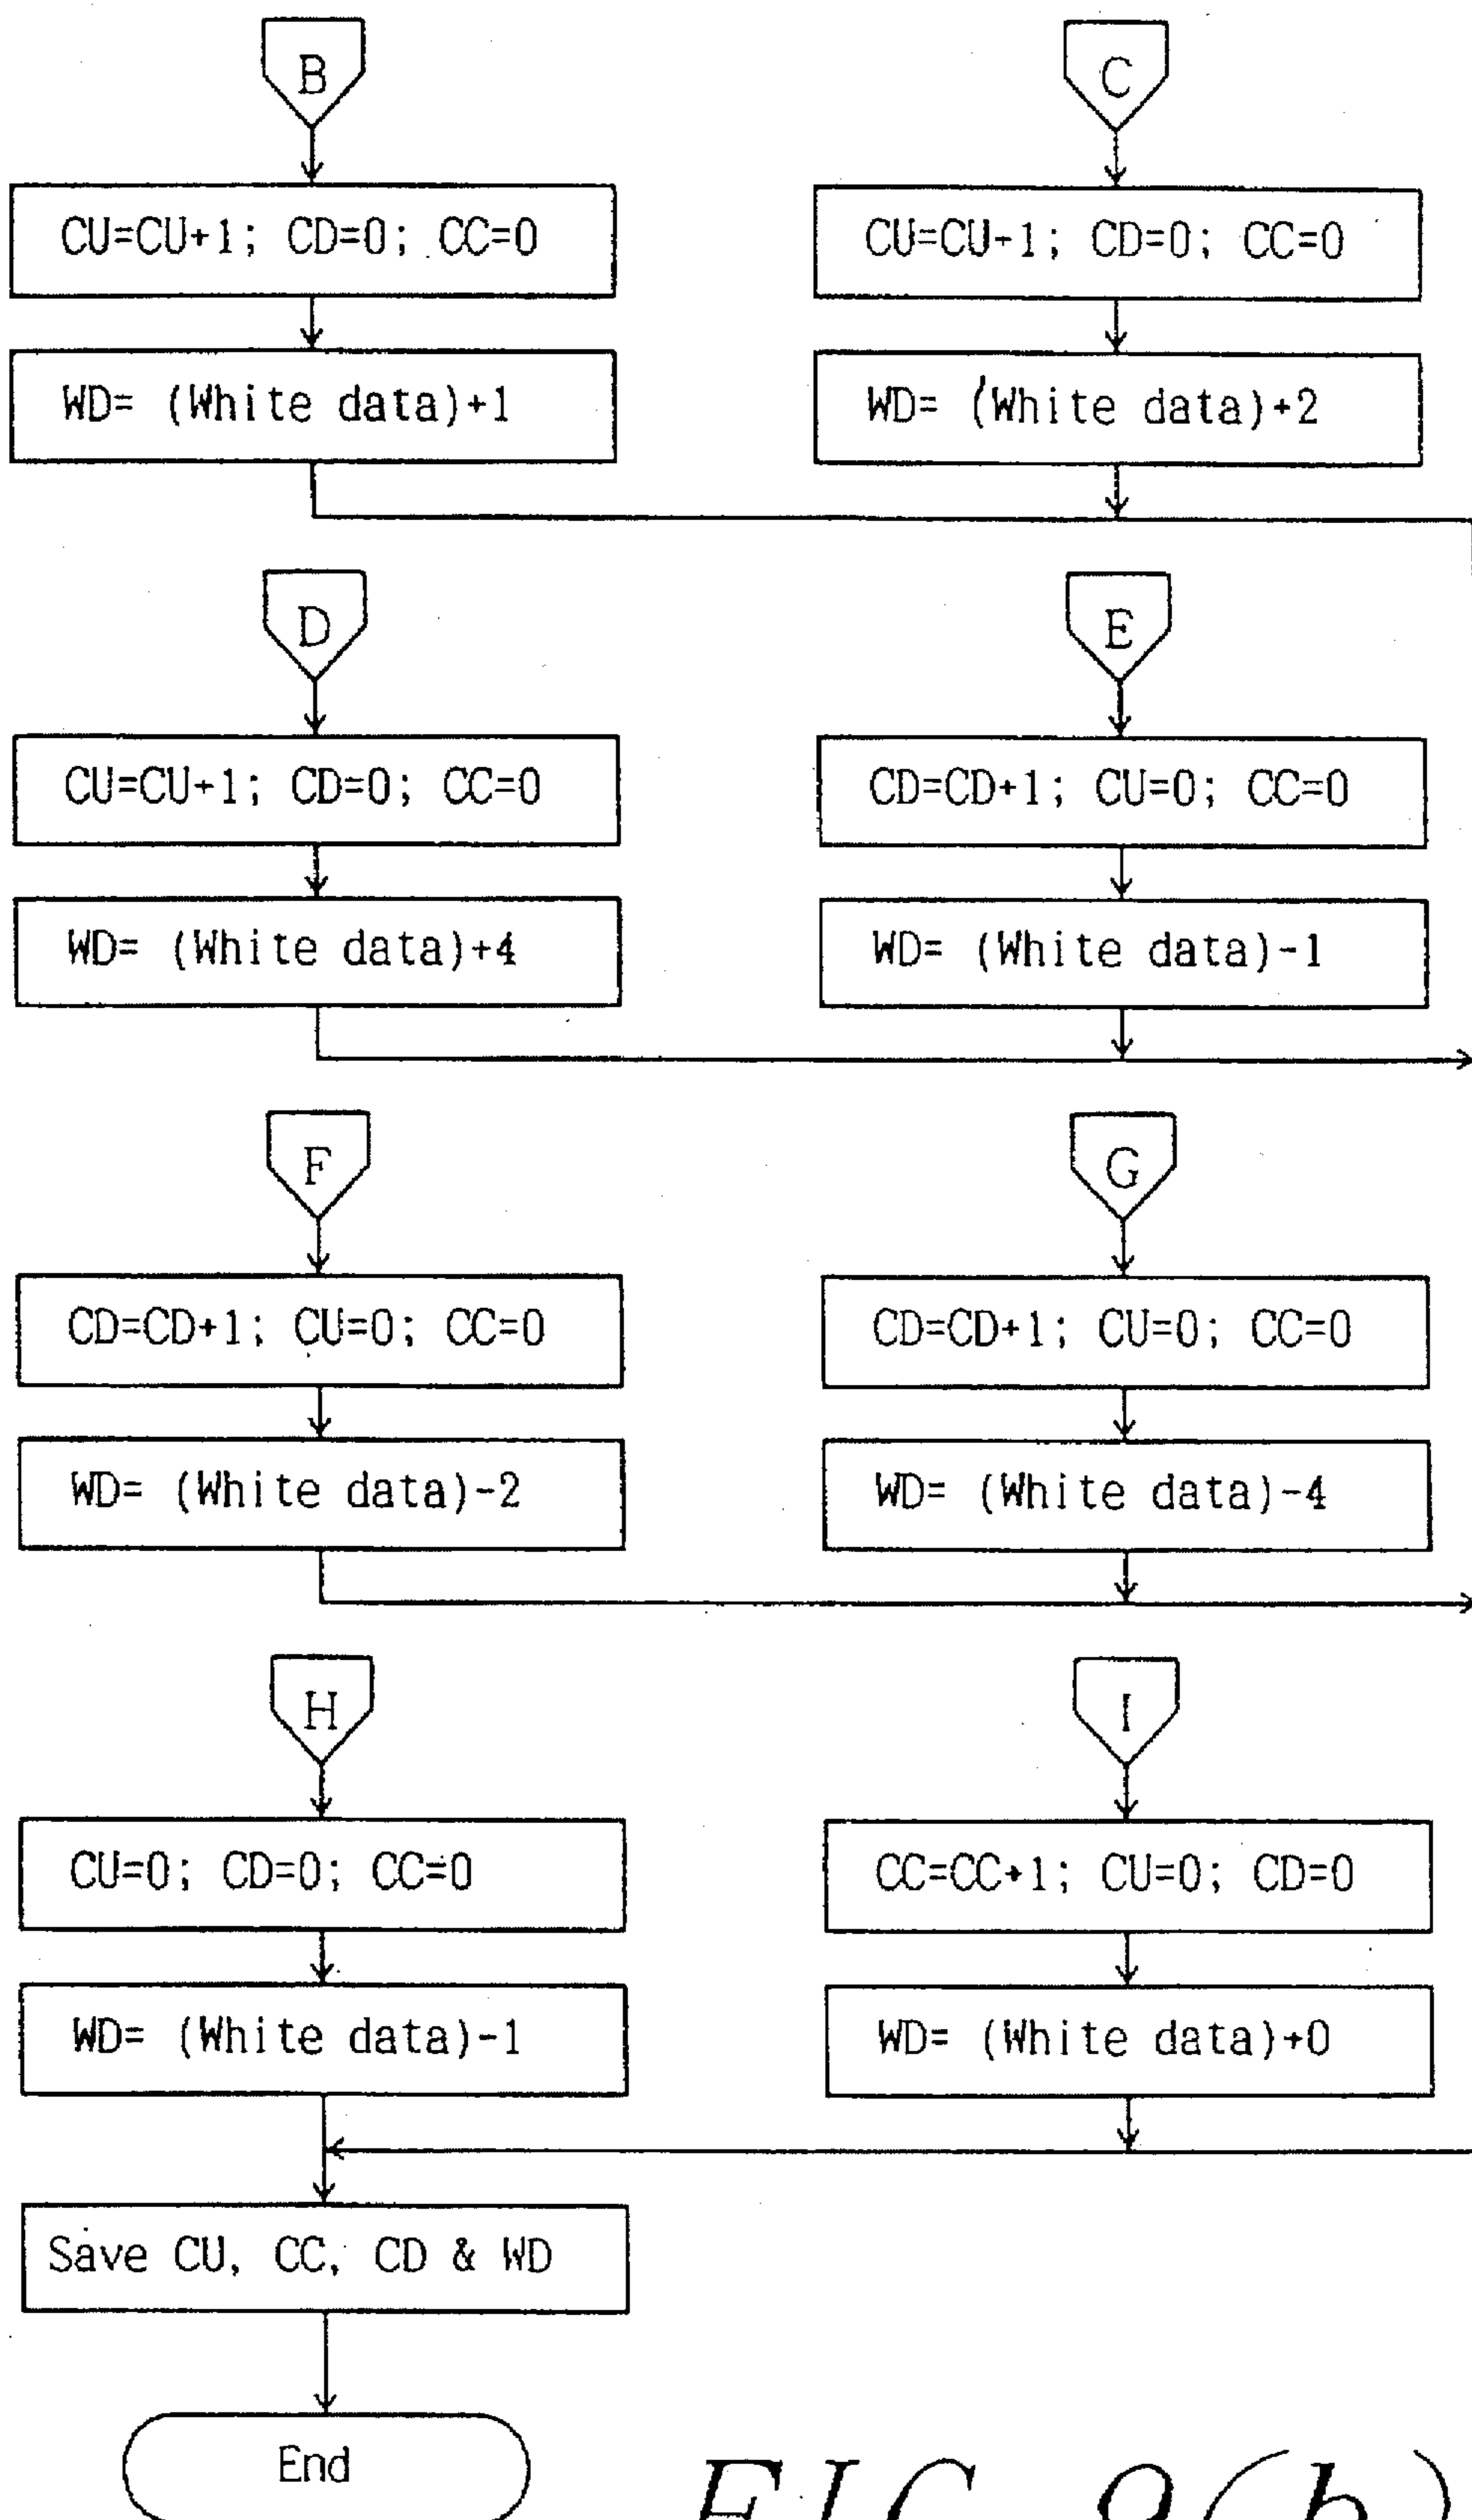 B
C
CU=CU+1; CD=0; CC=0
CU=CU+1; CD=0; CC=0
WD= (White data)+1
WD= (White data)+2
D
E
CU=CU+1; CD=0; CC=0
CD=CD+1; CU=0; CC=0
WD= (White data)+4
WD= (White data)-1
F
G
CD=CD+1; CU=0; CC=0
CD=CD+1; CU=0; CC=0
WD= (White data)-2
WD= (White data)-4
H
I
CU=0; CD=0; CC=0
CC=CC+1; CU=0; CD=0
WD= (White data)-1
WD= (White data)+0
Save CU, CC, CD & WD
End
FIG. 8(b)